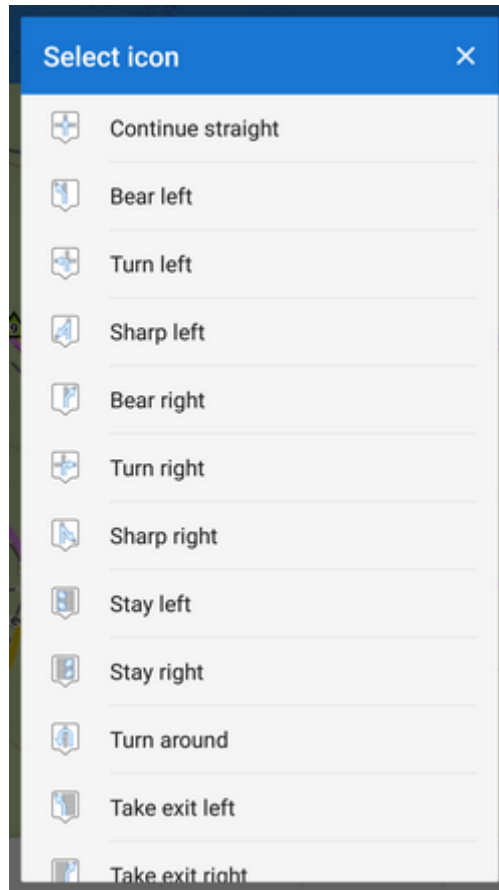 Select icon
Continue straight
Bear left
Turn left
Sharp left
Bear right
Turn right
Sharp right
Stay left
Stay right
Turn around
Take exit left
Take exit right